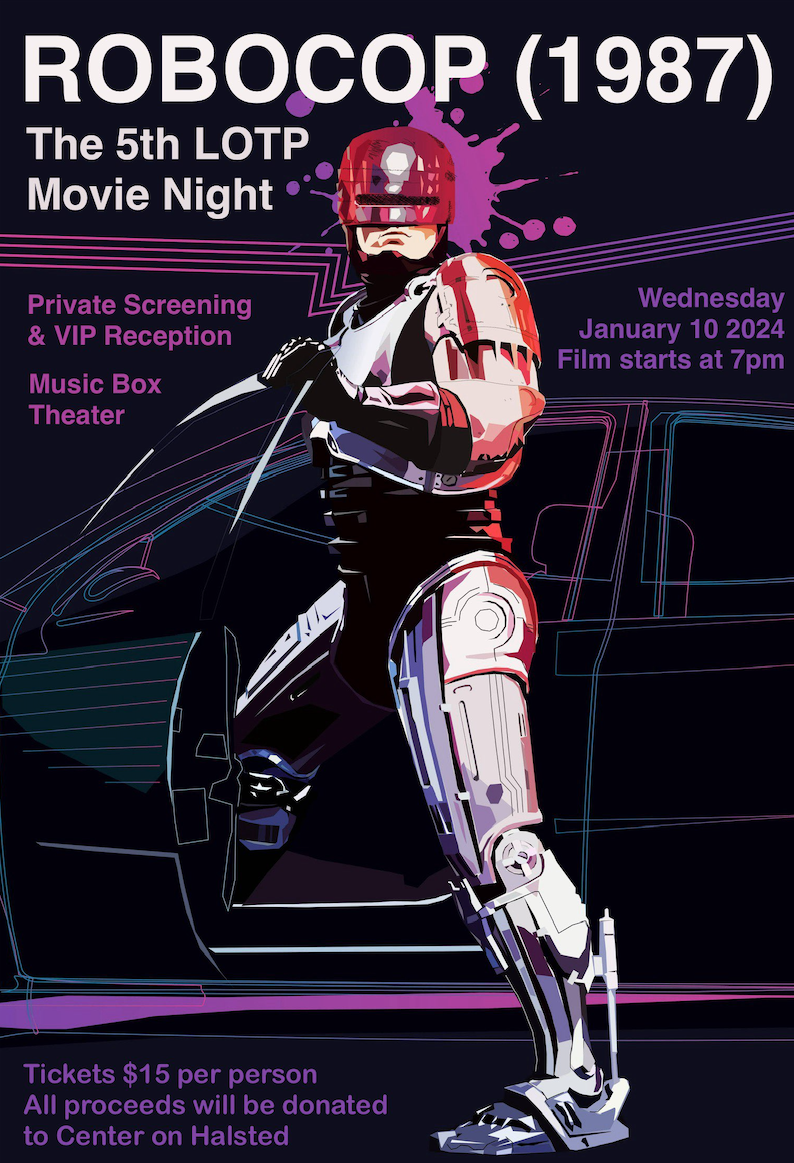 ROBOCOP (1987)
The 5th LOTP
Movie Night
Private Screening
& VIP Reception
Music Box
Theater
Wednesday
January 10 2024
Film starts at 7pm
Tickets $15 per person
All proceeds will be donated
to Center on Halsted